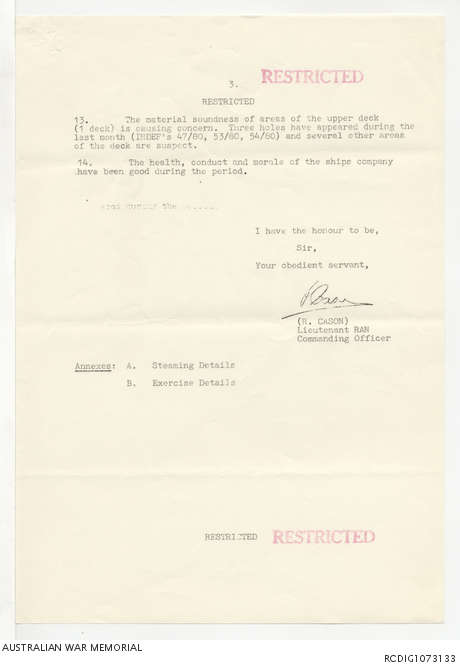 3.
RESTRICTED
RESTRICTED
13. The material soundness of areas of the upper deck
(1 deck) is causing concern. Three holes have appeared during the
last month (INDEF's 47/80, 53/80, 54/80) and several other areas
of the deck are suspect.
14. The health, conduct and morale of the ships company
have been good during the period.
during the
I have the honour to be,
Sir,
Your obedient servant,
(R. CASON)
Lieutenant RAN
Commanding Officer
Annexes: A. Steaming Details
B. Exercise Details
RESTRICTED RESTRICTED
AUSTRALIAN WAR MEMORIAL
RCDIG1073133